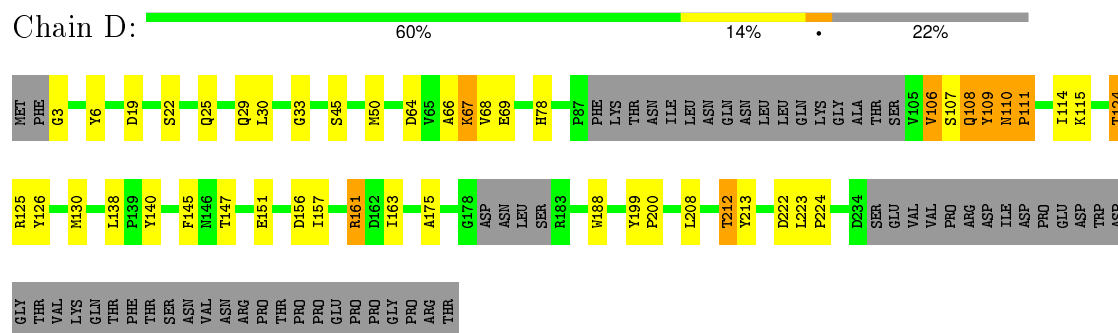 Chain D:
60% 14% • 22%
MET PHE G3 Y6 D19 S22 Q25 Q29 L30 G33 S45 M50 D64 V65 A66 K67 V68 E69 H78 P87 PHE LYS THR ASN ILE LEU ASN GLN ASN LEU LEU GLN LYS GLY ALA THR SER V105 V106 S107 Q108 Y109 N110 P111 I114 K115 T124
R125 Y126 M130 L138 P139 Y140 F145 N146 T147 E151 D156 I157 R161 D162 I163 A175 G178 ASP ASN LEU SER R183 W188 Y199 P200 L208 T212 Y213 D222 L223 P224 D234 SER GLU VAL VAL PRO ARG ASP ILE ASP PRO GLU ASP TRP ASP
GLY THR VAL LYS GLN THR PHE THR SER ASN VAL ASN ARG PRO THR PRO PRO GLU PRO PRO GLY PRO ARG THR